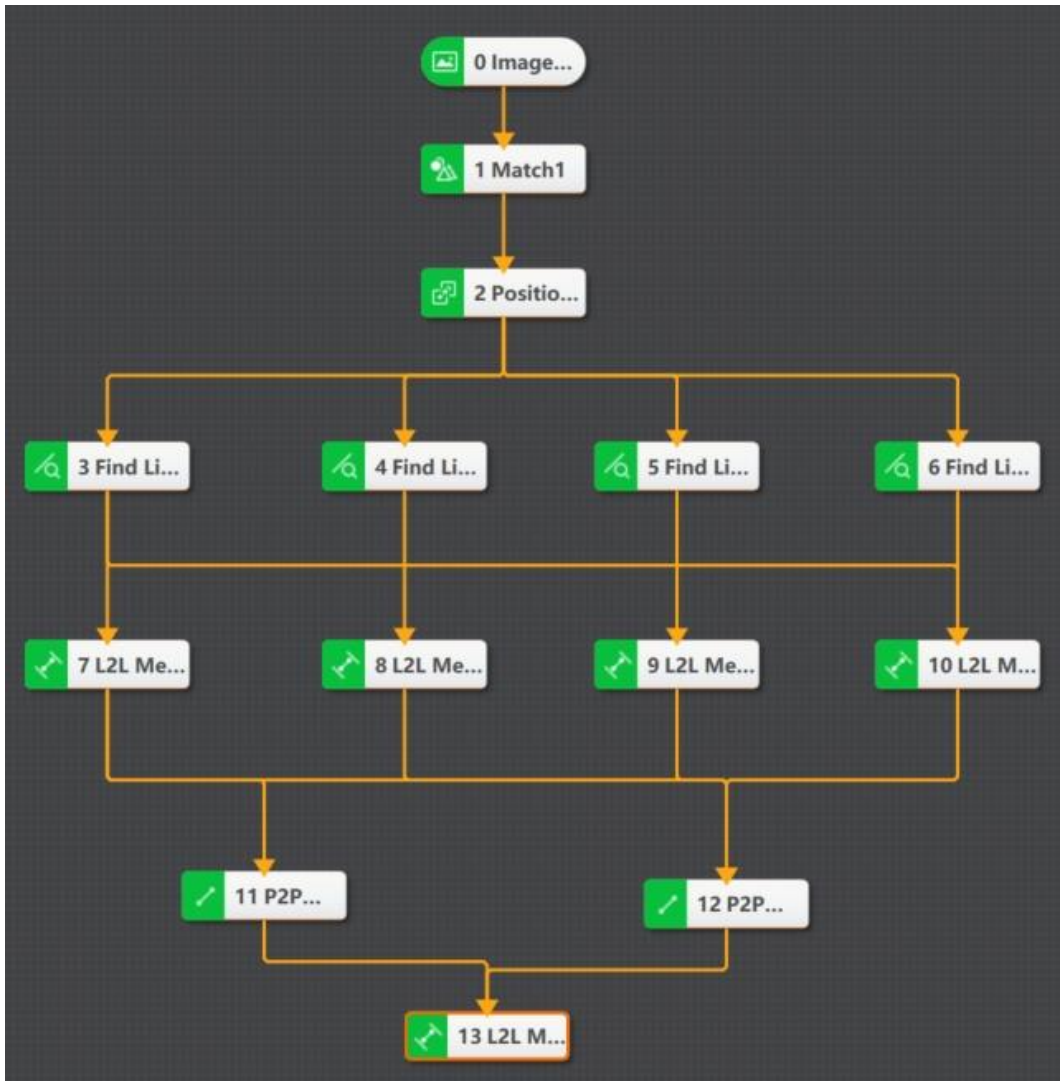 0 Image...
1 Match1
2 Positio...
3 Find Li...
4 Find Li...
5 Find Li...
6 Find Li...
7 L2L Me...
8 L2L Me...
9 L2L Me...
10 L2L M...
11 P2P...
12 P2P...
13 L2L M...